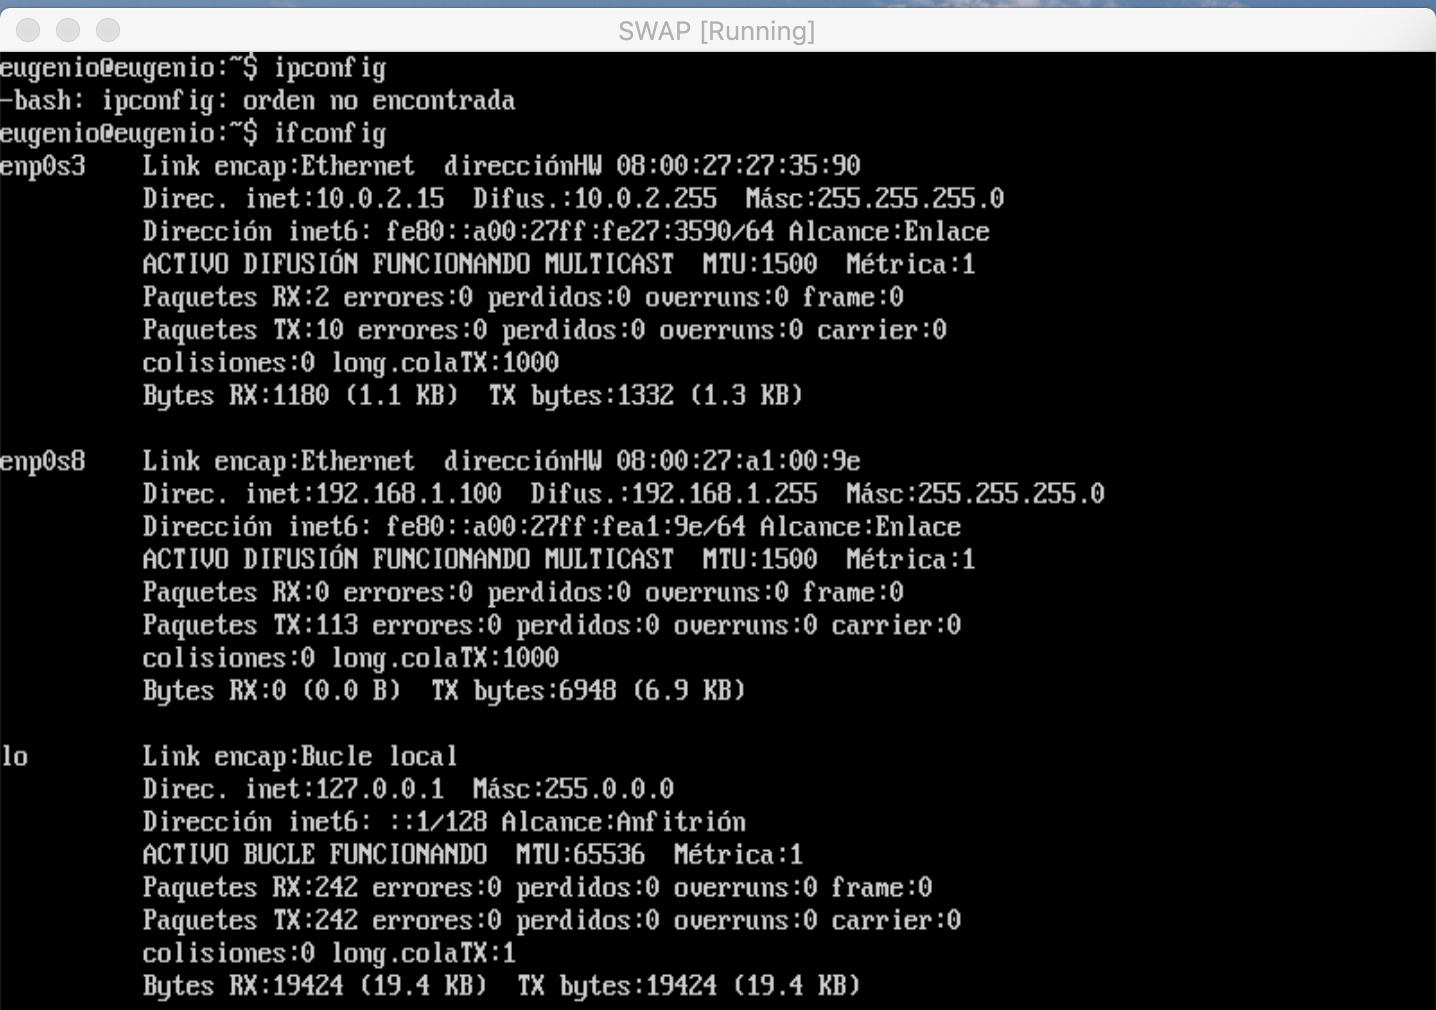 SWAP [Running]
eugenio@eugenio:~$ ipconfig
-bash: ipconfig: orden no encontrada
eugenio@eugenio:~$ ifconfig
enp0s3    Link encap:Ethernet  direcciónHW 08:00:27:27:35:90
          Direc. inet:10.0.2.15  Difus.:10.0.2.255  Másc:255.255.255.0
          Dirección inet6: fe80::a00:27ff:fe27:3590/64 Alcance:Enlace
          ACTIVO DIFUSIÓN FUNCIONANDO MULTICAST  MTU:1500  Métrica:1
          Paquetes RX:2 errores:0 perdidos:0 overruns:0 frame:0
          Paquetes TX:10 errores:0 perdidos:0 overruns:0 carrier:0
          colisiones:0 long.colaTX:1000
          Bytes RX:1180 (1.1 KB)  TX bytes:1332 (1.3 KB)

enp0s8    Link encap:Ethernet  direcciónHW 08:00:27:a1:00:9e
          Direc. inet:192.168.1.100  Difus.:192.168.1.255  Másc:255.255.255.0
          Dirección inet6: fe80::a00:27ff:fea1:9e/64 Alcance:Enlace
          ACTIVO DIFUSIÓN FUNCIONANDO MULTICAST  MTU:1500  Métrica:1
          Paquetes RX:0 errores:0 perdidos:0 overruns:0 frame:0
          Paquetes TX:113 errores:0 perdidos:0 overruns:0 carrier:0
          colisiones:0 long.colaTX:1000
          Bytes RX:0 (0.0 B)  TX bytes:6948 (6.9 KB)

lo        Link encap:Bucle local
          Direc. inet:127.0.0.1  Másc:255.0.0.0
          Dirección inet6: ::1/128 Alcance:Anfitrión
          ACTIVO BUCLE FUNCIONANDO  MTU:65536  Métrica:1
          Paquetes RX:242 errores:0 perdidos:0 overruns:0 frame:0
          Paquetes TX:242 errores:0 perdidos:0 overruns:0 carrier:0
          colisiones:0 long.colaTX:1
          Bytes RX:19424 (19.4 KB)  TX bytes:19424 (19.4 KB)